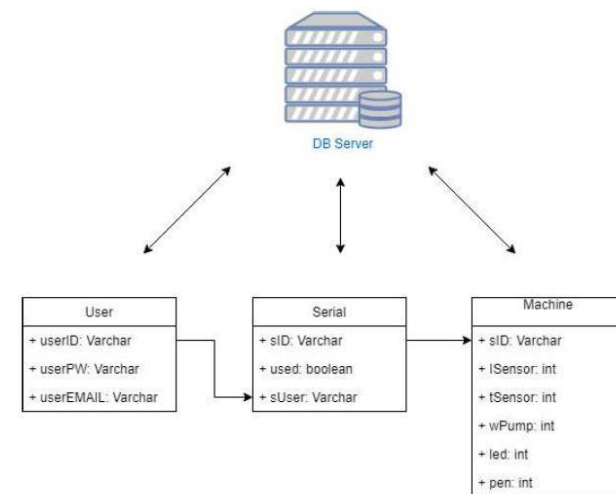 DB Server
User
+ userID: Varchar
+ userPW: Varchar
+ userEMAIL: Varchar
Serial
+ sID: Varchar
+ used: boolean
+ sUser: Varchar
Machine
+ sID: Varchar
+ lSensor: int
+ tSensor: int
+ wPump: int
+ led: int
+ pen: int